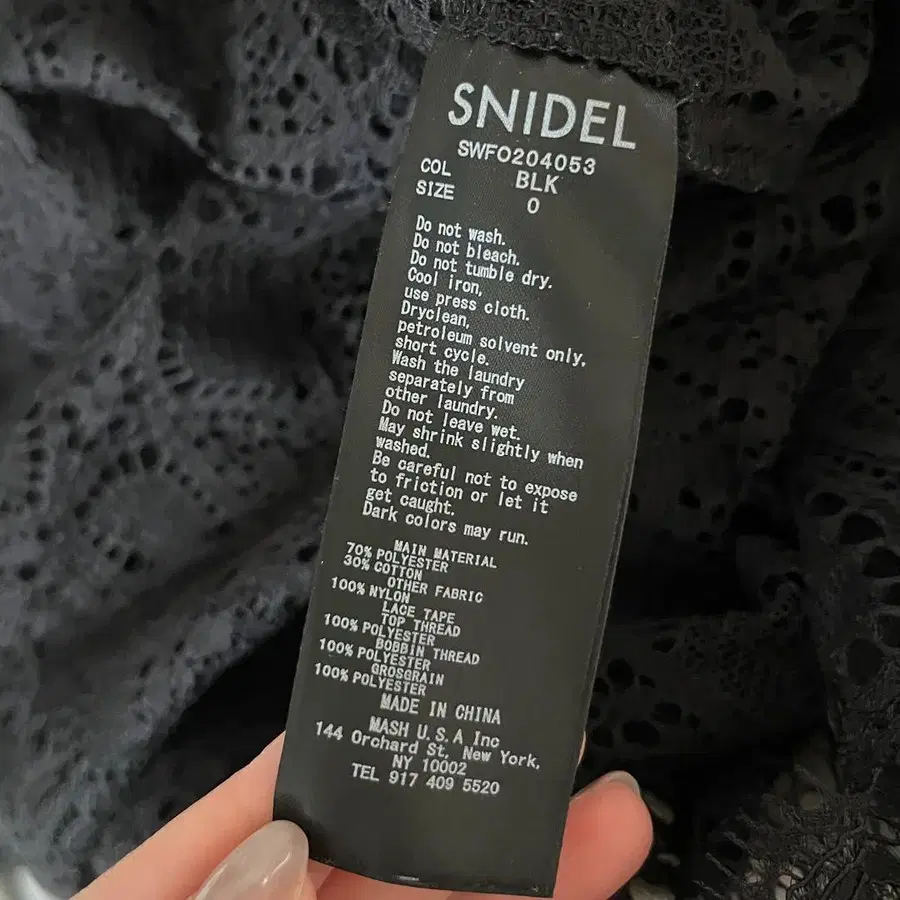 SNIDEL
SWFO204053
COL BLK
SIZE 0
Do not wash.
Do not bleach.
Do not tumble dry.
Cool iron,
use press cloth.
Dryclean,
petroleum solvent only,
short cycle.
Wash the laundry
separately from
other laundry.
Do not leave wet.
May shrink slightly when
washed.
Be careful not to expose
to friction or let it
get caught.
Dark colors may run.
MAIN MATERIAL
70% POLYESTER
30% COTTON
OTHER FABRIC
100% NYLON
LACE TAPE
TOP THREAD
100% POLYESTER
BOBBIN THREAD
100% POLYESTER
GROSGRAIN
100% POLYESTER
MADE IN CHINA
MASH U.S.A Inc
144 Orchard St, New York,
NY 10002
TEL 917 409 5520